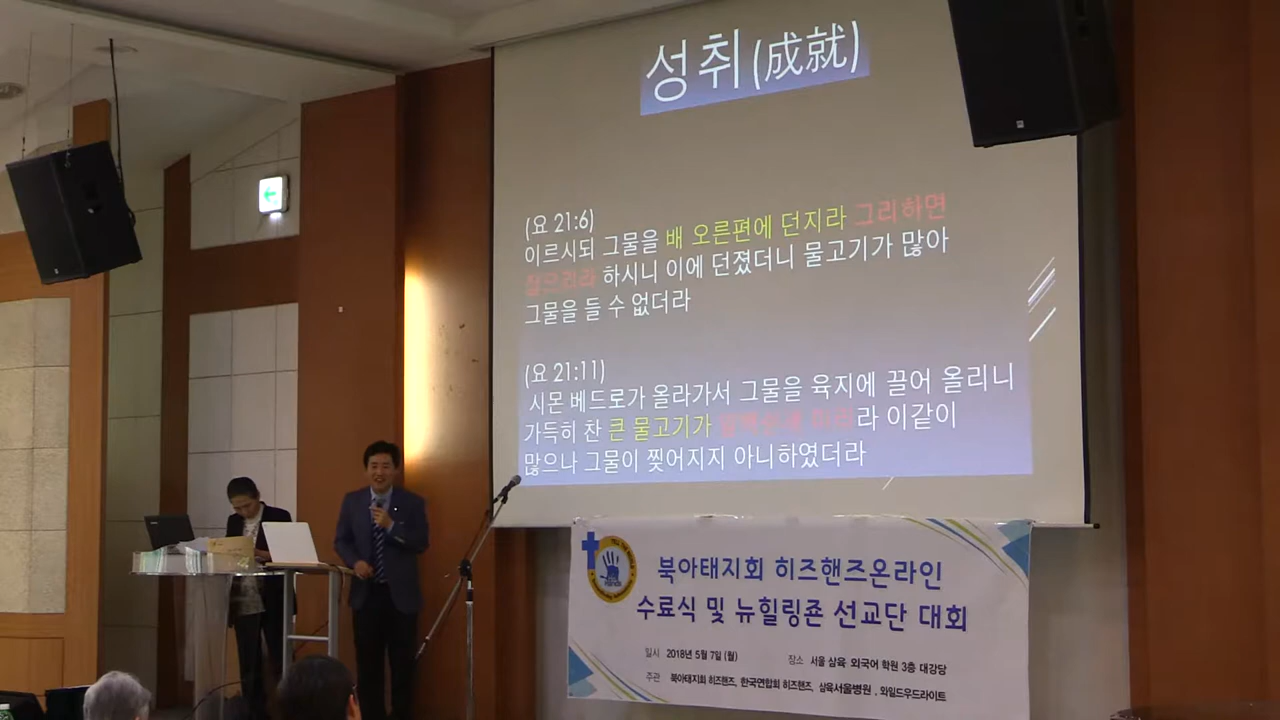 성취(成就)
(요 21:6)
이르시되 그물을 배 오른편에 던지라 그리하면
잡으리라 하시니 이에 던졌더니 물고기가 많아
그물을 들 수 없더라
(요 21:11)
시몬 베드로가 올라가서 그물을 육지에 끌어 올리니
가득히 찬 큰 물고기가 라 이같이
많으나 그물이 찢어지지 아니하였더라
북아태지회 히즈핸즈온라인
수료식 및 뉴힐링죤 선교단 대회
일시 2018년 5월 7일 (월) 장소 서울 삼육 외국어 학원 3층 대강당
주관 북아태지회 히즈핸즈, 한국연합회 히즈핸즈, 삼육서울병원, 와일드우드라이트